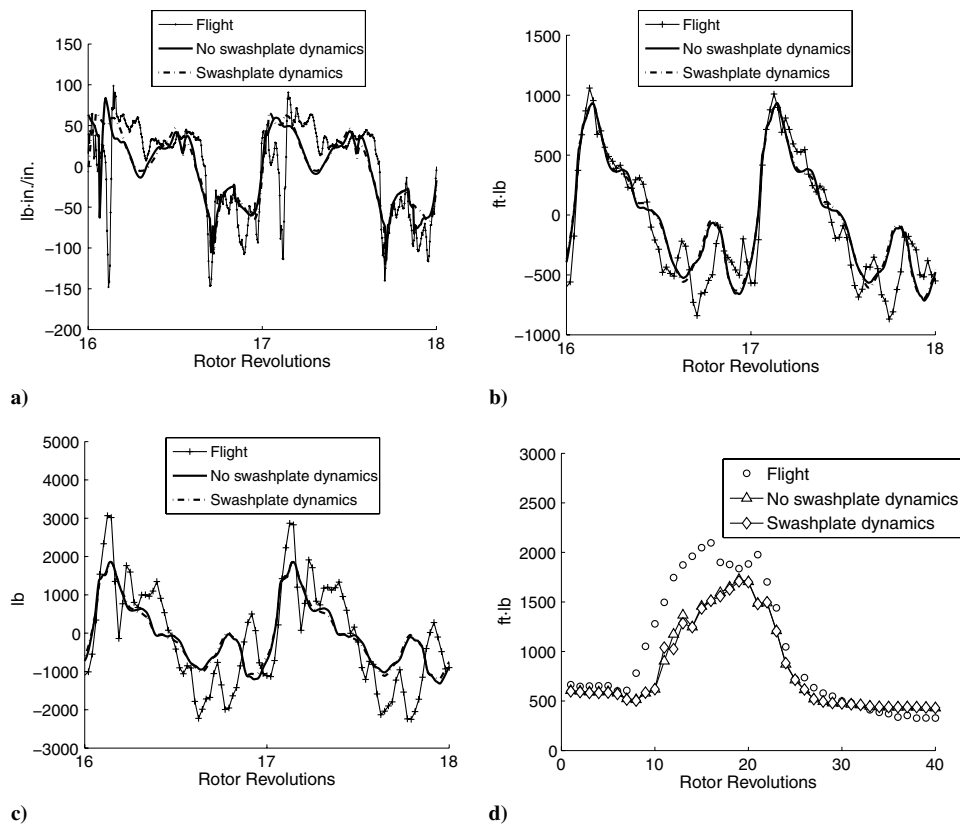 Flight
No swashplate dynamics
Swashplate dynamics
150
100
50
0
−50
−100
−150
−200
lb·in./in.
16
17
18
Rotor Revolutions
a)
Flight
No swashplate dynamics
Swashplate dynamics
1500
1000
500
0
−500
−1000
ft·lb
16
17
18
Rotor Revolutions
b)
Flight
No swashplate dynamics
Swashplate dynamics
5000
4000
3000
2000
1000
0
−1000
−2000
−3000
lb
16
17
18
Rotor Revolutions
c)
Flight
No swashplate dynamics
Swashplate dynamics
3000
2500
2000
1500
1000
500
0
ft·lb
0
10
20
30
40
Rotor Revolutions
d)